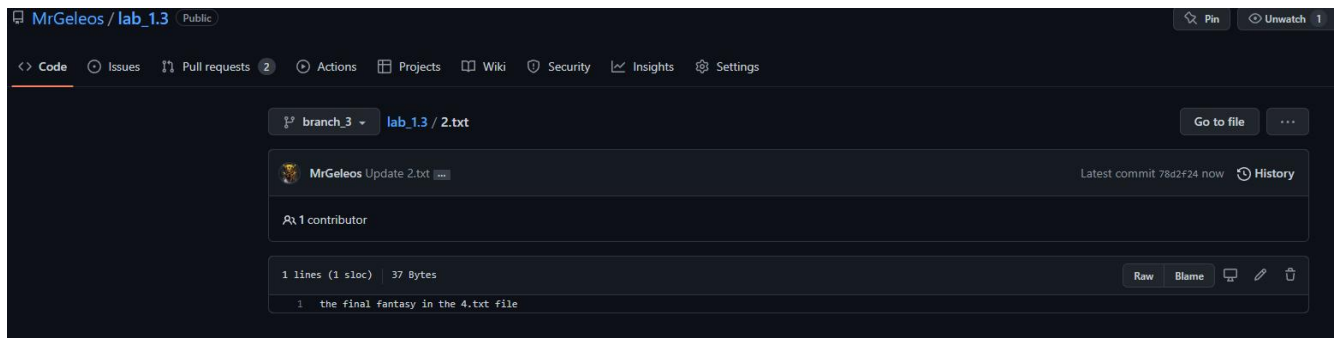 MrGeleos / lab_1.3 Public Pin Unwatch 1
<> Code Issues Pull requests 2 Actions Projects Wiki Security Insights Settings
branch_3 lab_1.3 / 2.txt Go to file ...
MrGeleos Update 2.txt ... Latest commit 78d2f24 now History
1 contributor
1 lines (1 sloc) 37 Bytes Raw Blame
1 the final fantasy in the 4.txt file